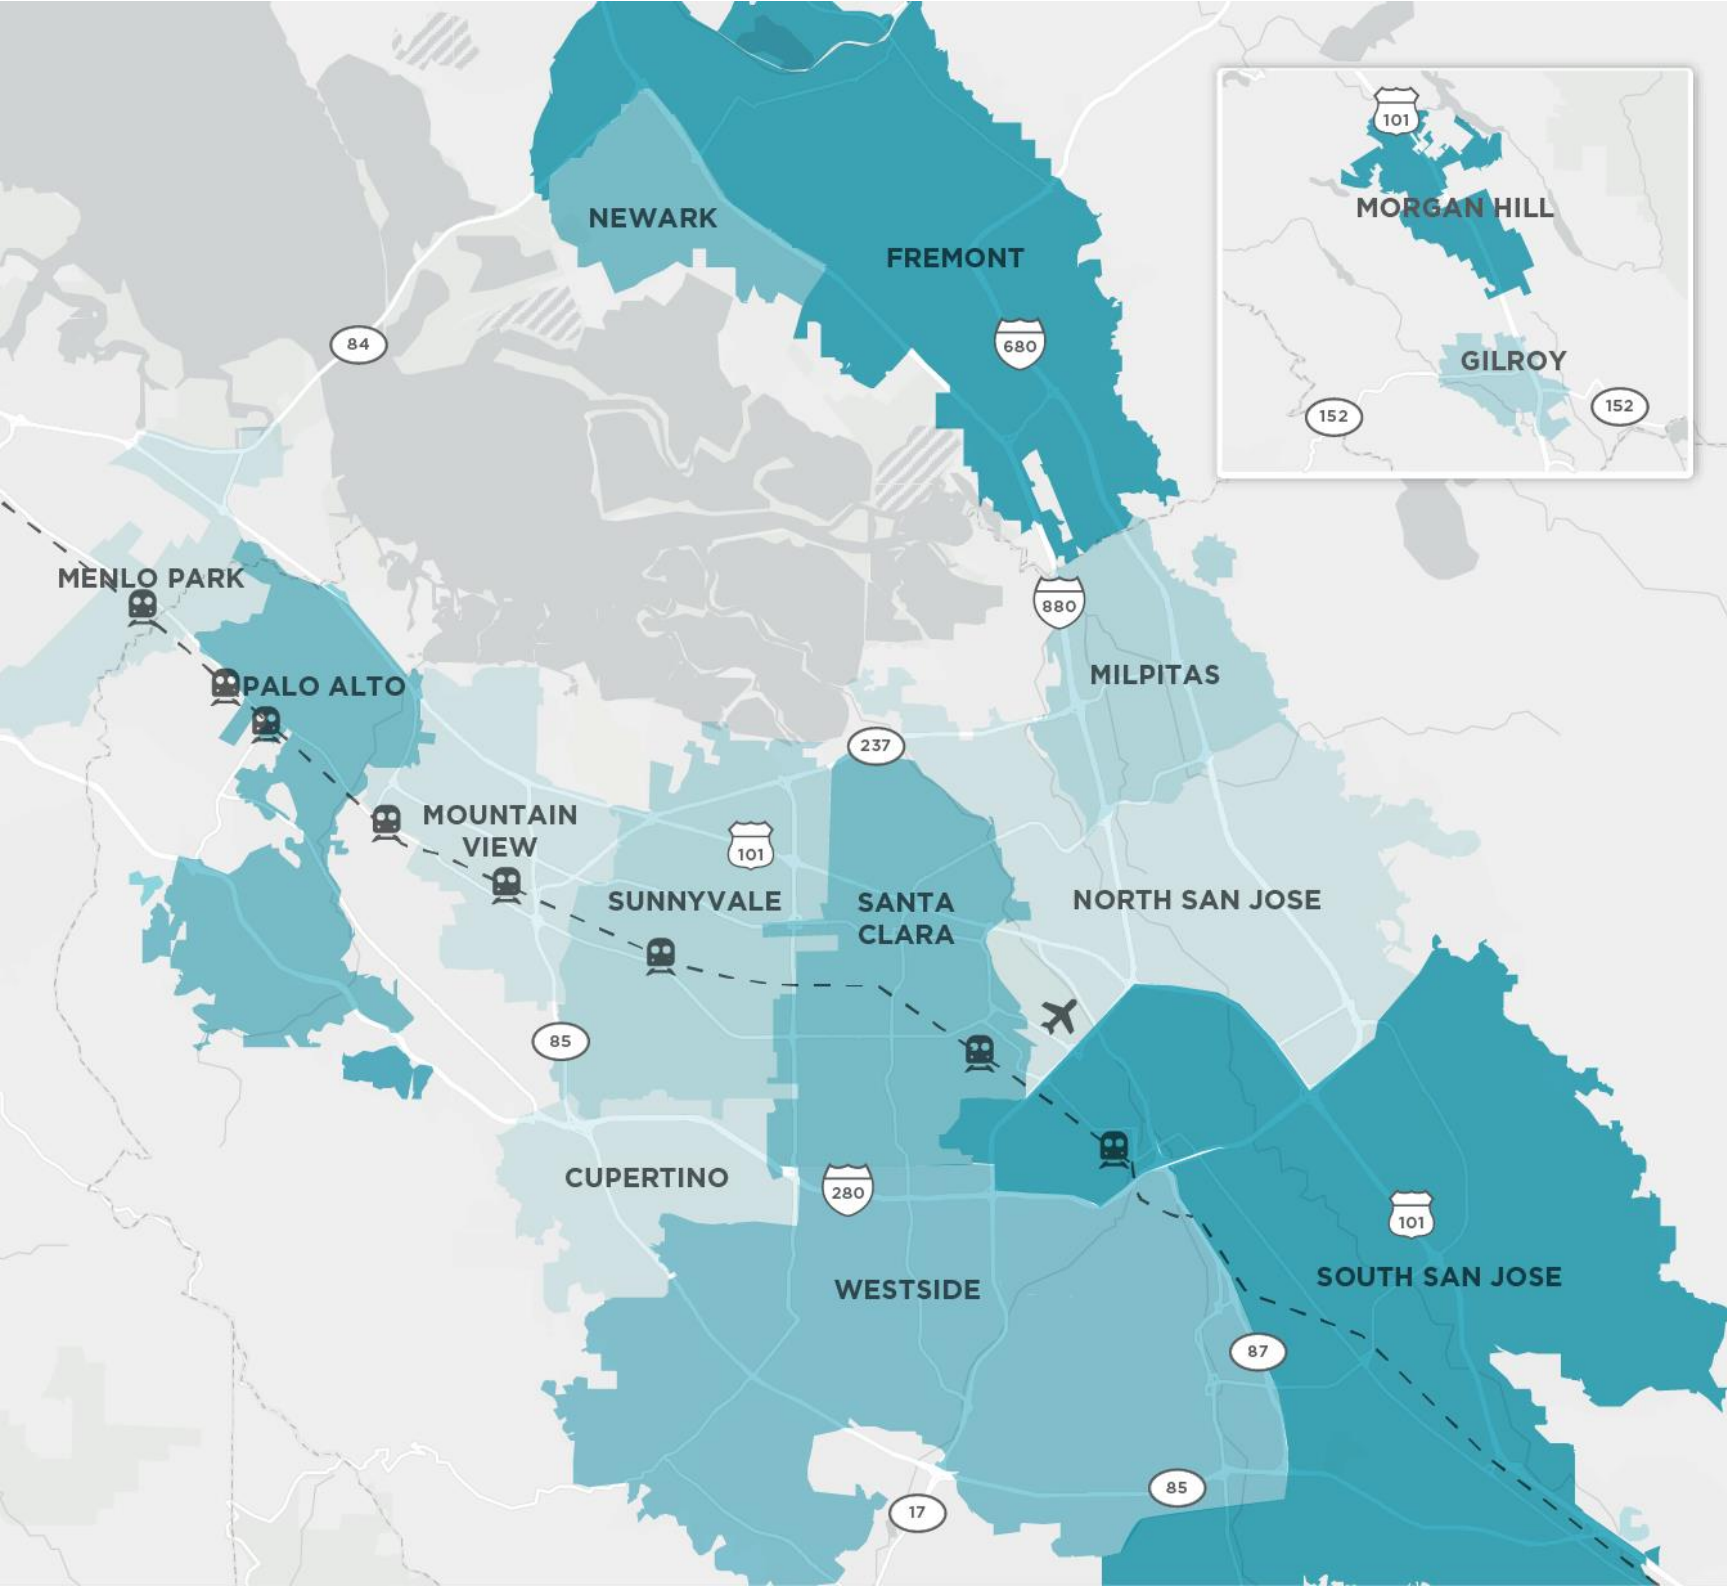 101
MORGAN HILL
NEWARK
FREMONT
84
680
GILROY
152
152
MENLO PARK
880
PALO ALTO
MILPITAS
237
MOUNTAIN
VIEW
101
SUNNYVALE
SANTA
CLARA
NORTH SAN JOSE
85
CUPERTINO
280
101
WESTSIDE
SOUTH SAN JOSE
87
85
17